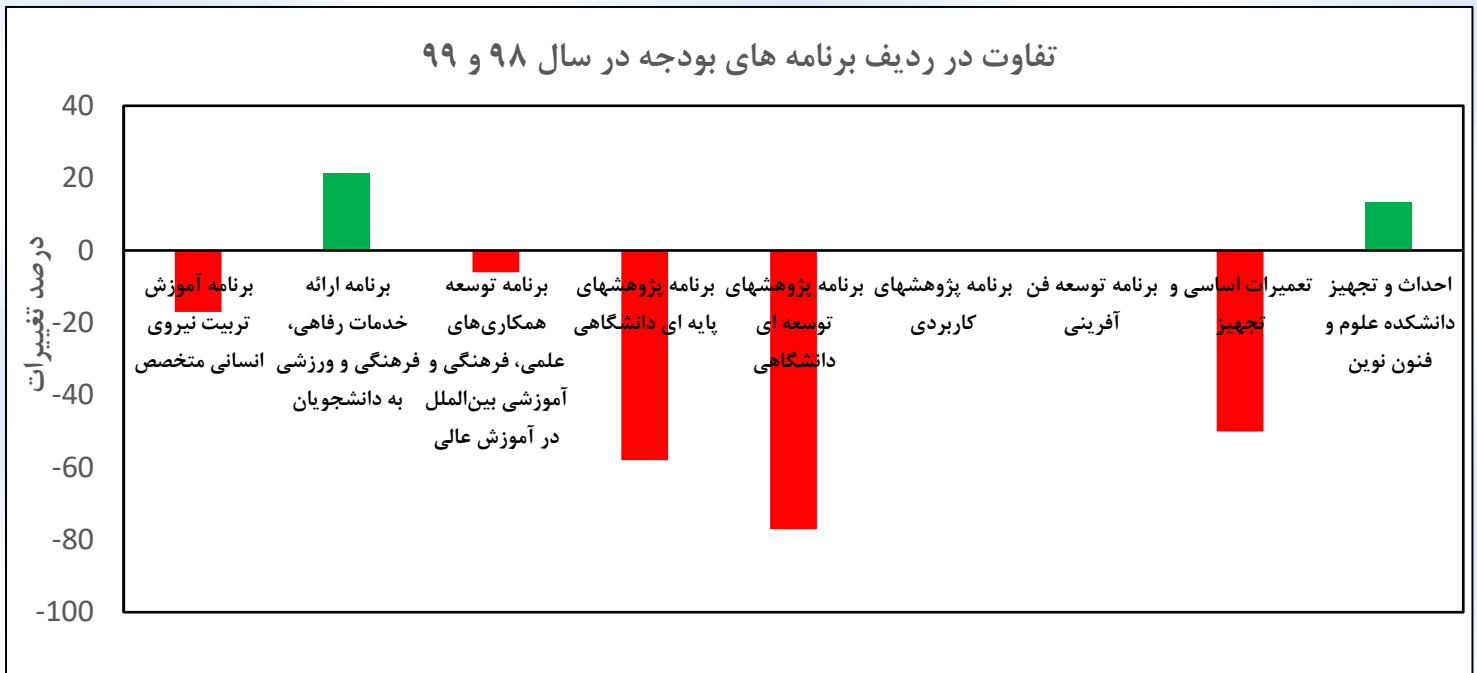 تفاوت در ردیف برنامه های بودجه در سال ۹۸ و ۹۹
درصد تغییرات
40
20
0
-20
-40
-60
-80
-100
برنامه آموزش
تربیت نیروی
انسانی متخصص
برنامه ارائه
خدمات رفاهی،
فرهنگی و ورزشی
به دانشجویان
برنامه توسعه
همکاری‌های
علمی، فرهنگی و
آموزشی بین‌الملل
در آموزش عالی
برنامه پژوهشهای
پایه ای دانشگاهی
برنامه پژوهشهای
توسعه ای
دانشگاهی
برنامه پژوهشهای
کاربردی
برنامه توسعه فن
آفرینی
تعمیرات اساسی و
تجهیز
احداث و تجهیز
دانشکده علوم و
فنون نوین